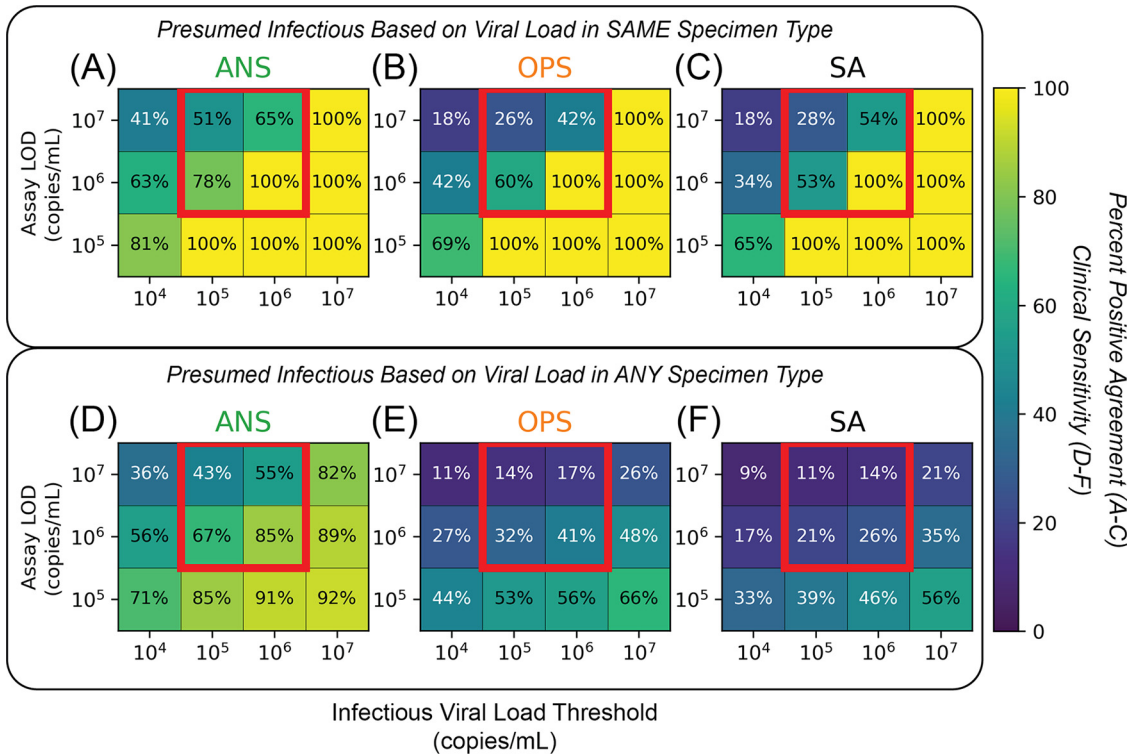 Presumed Infectious Based on Viral Load in SAME Specimen Type
(A) ANS (B) OPS (C) SA
10⁷ 41% 51% 65% 100% 10⁷ 18% 26% 42% 100% 10⁷ 18% 28% 54% 100%
10⁶ 63% 78% 100% 100% 10⁶ 42% 60% 100% 100% 10⁶ 34% 53% 100% 100%
10⁵ 81% 100% 100% 100% 10⁵ 69% 100% 100% 100% 10⁵ 65% 100% 100% 100%
10⁴ 10⁵ 10⁶ 10⁷ 10⁴ 10⁵ 10⁶ 10⁷ 10⁴ 10⁵ 10⁶ 10⁷
Assay LOD
(copies/mL)
Presumed Infectious Based on Viral Load in ANY Specimen Type
(D) ANS (E) OPS (F) SA
10⁷ 36% 43% 55% 82% 10⁷ 11% 14% 17% 26% 10⁷ 9% 11% 14% 21%
10⁶ 56% 67% 85% 89% 10⁶ 27% 32% 41% 48% 10⁶ 17% 21% 26% 35%
10⁵ 71% 85% 91% 92% 10⁵ 44% 53% 56% 66% 10⁵ 33% 39% 46% 56%
10⁴ 10⁵ 10⁶ 10⁷ 10⁴ 10⁵ 10⁶ 10⁷ 10⁴ 10⁵ 10⁶ 10⁷
Assay LOD
(copies/mL)
Infectious Viral Load Threshold
(copies/mL)
100
80
60
40
20
0
Percent Positive Agreement (A-C)
Clinical Sensitivity (D-F)